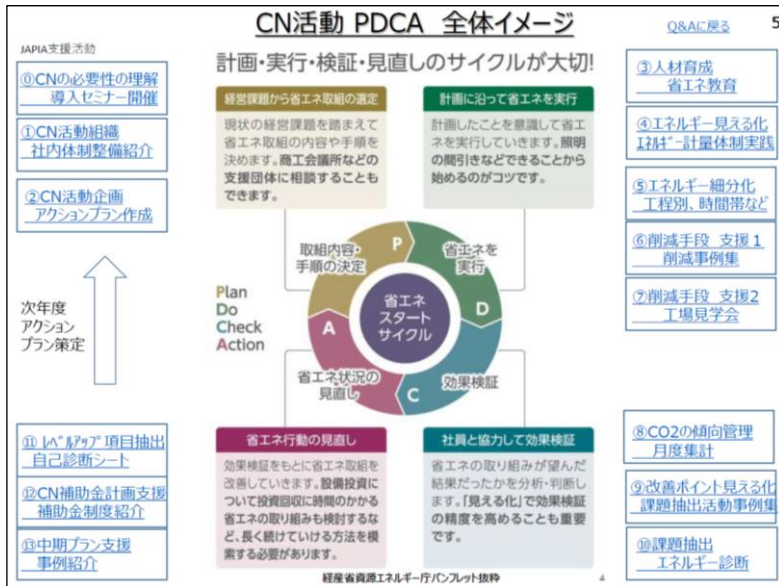 CN活動 PDCA 全体イメージ
Q&Aに戻る
5
JAPIA支援活動
計画・実行・検証・見直しのサイクルが大切!
⓪CNの必要性の理解
導入セミナー開催
①CN活動組織
社内体制整備紹介
②CN活動企画
アクションプラン作成
次年度
アクション
プラン策定
⑪ ﾚﾍﾞﾙｱｯﾌﾟ項目抽出
自己診断シート
⑫CN補助金計画支援
補助金制度紹介
⑬中期プラン支援
事例紹介
経営課題から省エネ取組の選定
現状の経営課題を踏まえて
省エネ取組の内容や手順を
決めます。商工会議所などの
支援団体に相談することも
できます。
計画に沿って省エネを実行
計画したことを意識して省エ
ネを実行していきます。照明
の間引きなどできることから
始めるのがコツです。
取組内容・
手順の決定
P
省エネを
実行
D
省エネ
スタート
サイクル
Plan
Do
Check
Action
A
省エネ状況の
見直し
C
効果検証
省エネ行動の見直し
効果検証をもとに省エネ取組を
改善していきます。設備投資に
ついて投資回収に時間のかかる
省エネの取り組みも検討するな
ど、長く続けていける方法を模
索する必要があります。
社員と協力して効果検証
省エネの取り組みが望んだ
結果だったかを分析・判断し
ます。「見える化」で効果検証
の精度を高めることも重要
です。
③人材育成
省エネ教育
④エネルギー見える化
ｴﾈﾙｷﾞｰ計量体制実践
⑤エネルギー細分化
工程別、時間帯など
⑥削減手段 支援1
削減事例集
⑦削減手段 支援2
工場見学会
⑧CO2の傾向管理
月度集計
⑨改善ポイント見える化
課題抽出活動事例集
⑩課題抽出
エネルギー診断
経産省資源エネルギー庁パンフレット抜粋
4